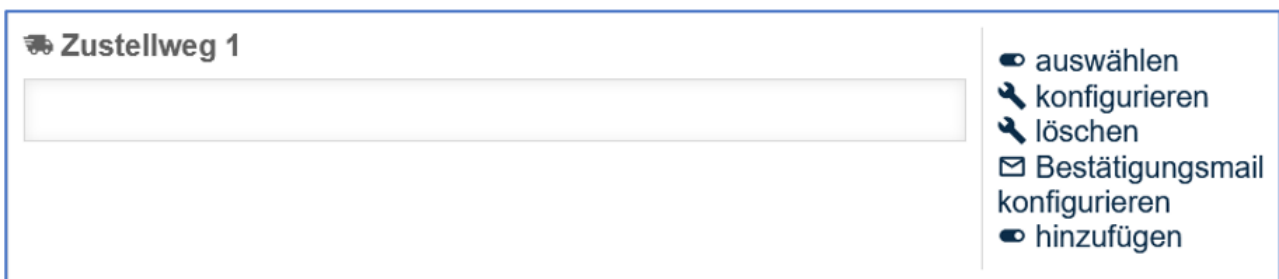 Zustellweg 1
auswählen
konfigurieren
löschen
Bestätigungsmail
konfigurieren
hinzufügen